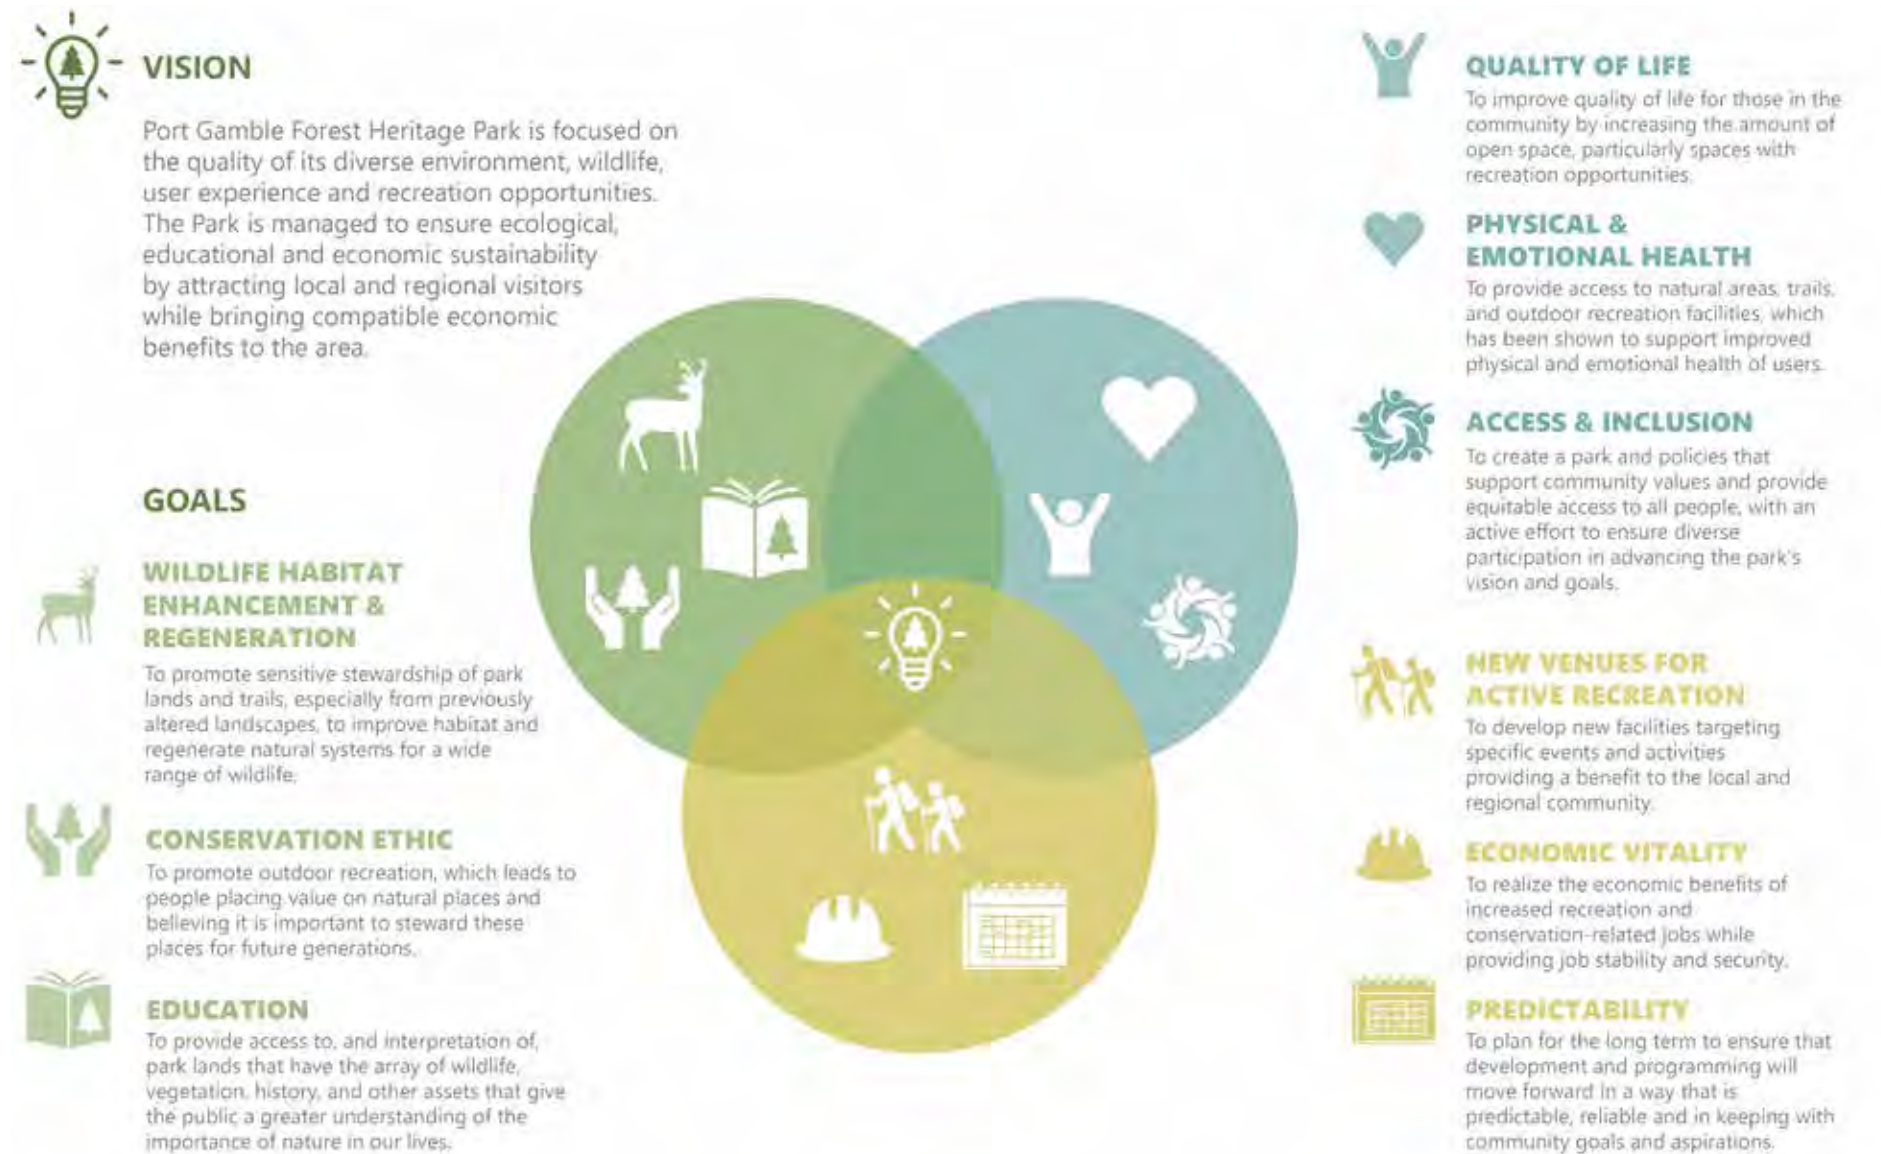 VISION
Port Gamble Forest Heritage Park is focused on
the quality of its diverse environment, wildlife,
user experience and recreation opportunities.
The Park is managed to ensure ecological,
educational and economic sustainability
by attracting local and regional visitors
while bringing compatible economic
benefits to the area.
GOALS
WILDLIFE HABITAT
ENHANCEMENT &
REGENERATION
To promote sensitive stewardship of park
lands and trails, especially from previously
altered landscapes, to improve habitat and
regenerate natural systems for a wide
range of wildlife.
CONSERVATION ETHIC
To promote outdoor recreation, which leads to
people placing value on natural places and
believing it is important to steward these
places for future generations.
EDUCATION
To provide access to, and interpretation of,
park lands that have the array of wildlife,
vegetation, history, and other assets that give
the public a greater understanding of the
importance of nature in our lives.
QUALITY OF LIFE
To improve quality of life for those in the
community by increasing the amount of
open space, particularly spaces with
recreation opportunities.
PHYSICAL &
EMOTIONAL HEALTH
To provide access to natural areas, trails,
and outdoor recreation facilities, which
has been shown to support improved
physical and emotional health of users.
ACCESS & INCLUSION
To create a park and policies that
support community values and provide
equitable access to all people, with an
active effort to ensure diverse
participation in advancing the park's
vision and goals.
NEW VENUES FOR
ACTIVE RECREATION
To develop new facilities targeting
specific events and activities
providing a benefit to the local and
regional community.
ECONOMIC VITALITY
To realize the economic benefits of
increased recreation and
conservation-related jobs while
providing job stability and security.
PREDICTABILITY
To plan for the long term to ensure that
development and programming will
move forward in a way that is
predictable, reliable and in keeping with
community goals and aspirations.